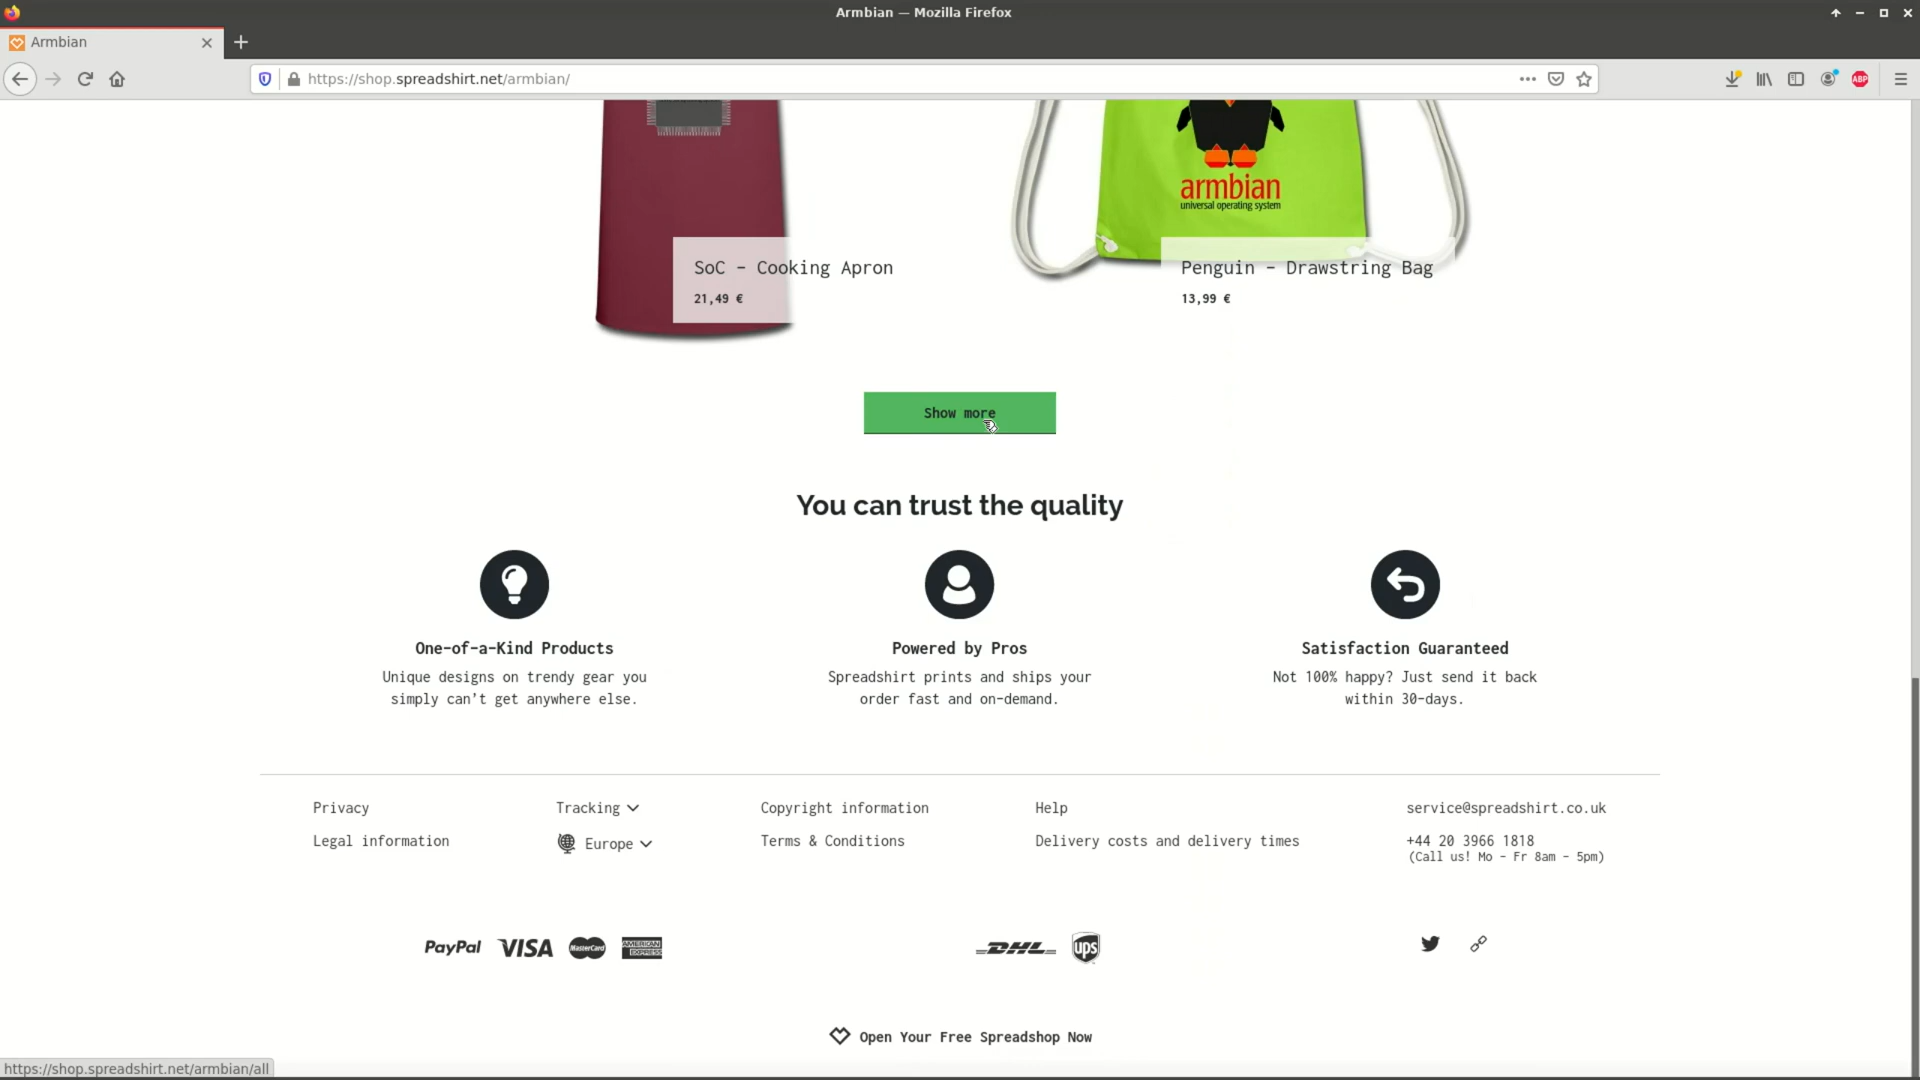 Armbian — Mozilla Firefox
Armbian
https://shop.spreadshirt.net/armbian/
ABP
armbian
universal operating system
SoC - Cooking Apron
21,49 €
Penguin - Drawstring Bag
13,99 €
Show more
You can trust the quality
One-of-a-Kind Products
Unique designs on trendy gear you
simply can't get anywhere else.
Powered by Pros
Spreadshirt prints and ships your
order fast and on-demand.
Satisfaction Guaranteed
Not 100% happy? Just send it back
within 30-days.
Privacy
Tracking
Copyright information
Help
service@spreadshirt.co.uk
Legal information
Europe
Terms & Conditions
Delivery costs and delivery times
+44 20 3966 1818
(Call us! Mo - Fr 8am - 5pm)
PayPal VISA MasterCard AMERICAN EXPRESS
DHL ups
Open Your Free Spreadshop Now
https://shop.spreadshirt.net/armbian/all